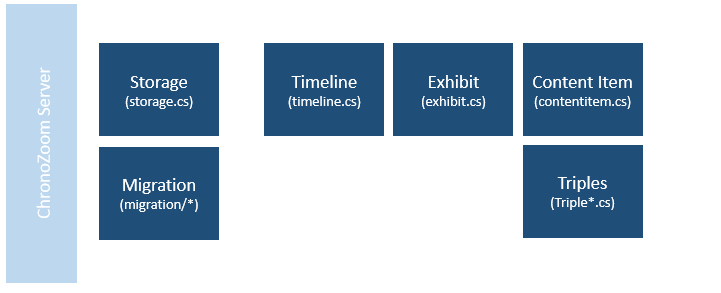 ChronoZoom Server
Storage
(storage.cs)
Timeline
(timeline.cs)
Exhibit
(exhibit.cs)
Content Item
(contentitem.cs)
Migration
(migration/*)
Triples
(Triple*.cs)